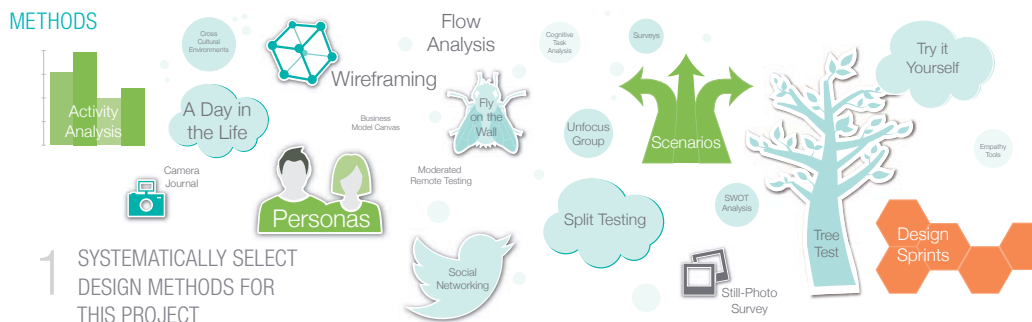 METHODS
Activity
Analysis
Cross
Cultural
Environments
A Day in
the Life
Camera
Journal
Wireframing
Business
Model Canvas
Personas
Flow
Analysis
Fly
on the
Wall
Moderated
Remote Testing
Social
Networking
Cognitive
Task
Analysis
Surveys
Unfocus
Group
Scenarios
Split Testing
SWOT
Analysis
Still-Photo
Survey
Try it
Yourself
Tree
Test
Empathy
Tools
Design
Sprints
1 SYSTEMATICALLY SELECT
DESIGN METHODS FOR
THIS PROJECT